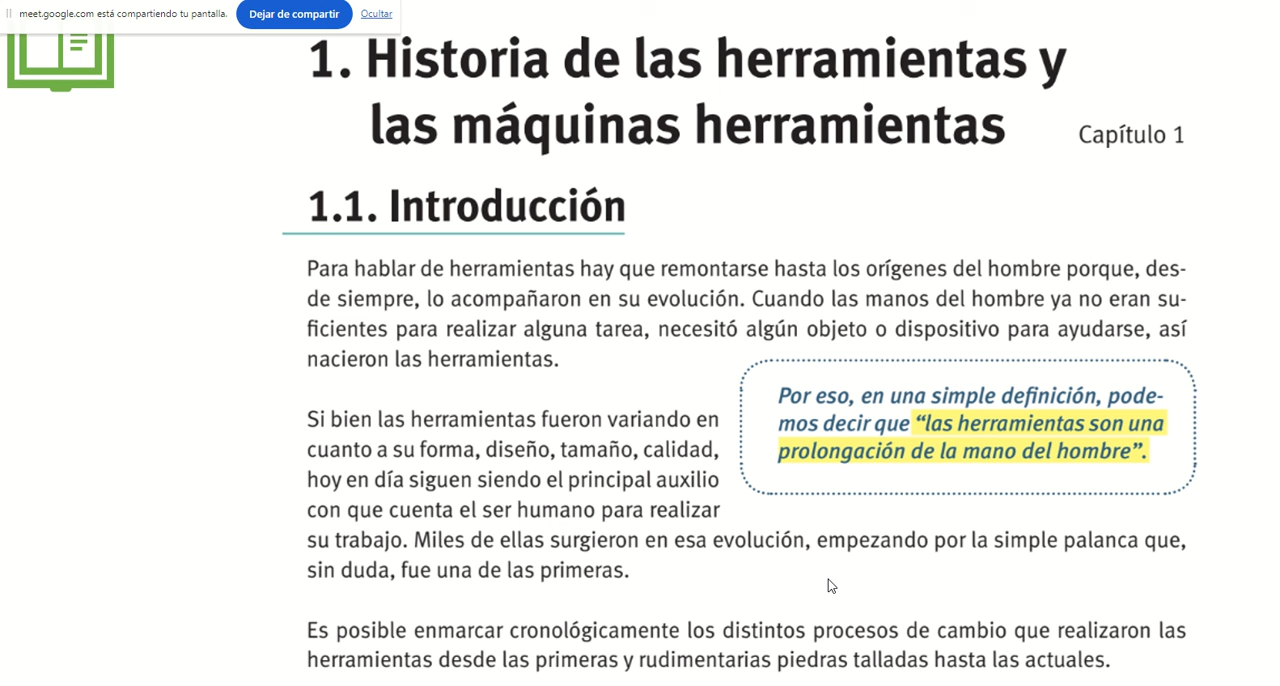 meet.google.com está compartiendo tu pantalla.
Dejar de compartir
Ocultar
1. Historia de las herramientas y
las máquinas herramientas
Capítulo 1
1.1. Introducción
Para hablar de herramientas hay que remontarse hasta los orígenes del hombre porque, des-
de siempre, lo acompañaron en su evolución. Cuando las manos del hombre ya no eran su-
ficientes para realizar alguna tarea, necesitó algún objeto o dispositivo para ayudarse, así
nacieron las herramientas.
Por eso, en una simple definición, pode-
mos decir que “las herramientas son una
prolongación de la mano del hombre”.
Si bien las herramientas fueron variando en
cuanto a su forma, diseño, tamaño, calidad,
hoy en día siguen siendo el principal auxilio
con que cuenta el ser humano para realizar
su trabajo. Miles de ellas surgieron en esa evolución, empezando por la simple palanca que,
sin duda, fue una de las primeras.
Es posible enmarcar cronológicamente los distintos procesos de cambio que realizaron las
herramientas desde las primeras y rudimentarias piedras talladas hasta las actuales.